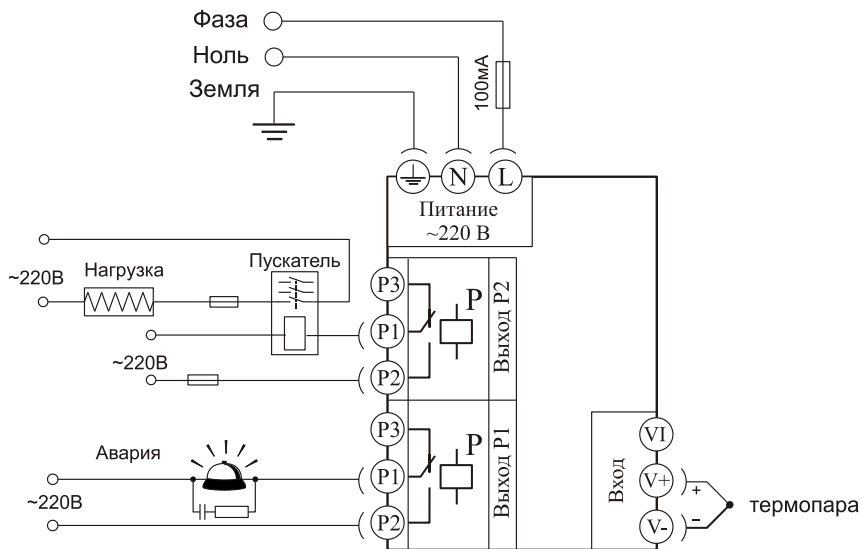 Фаза
Ноль
Земля
100мА
N
L
Питание
~220 В
~220В
Нагрузка
Пускатель
P3
P1
P2
P
Выход P2
~220В
Авария
~220В
P3
P1
P2
P
Выход P1
Вход
VI
V+
V-
+
−
термопара